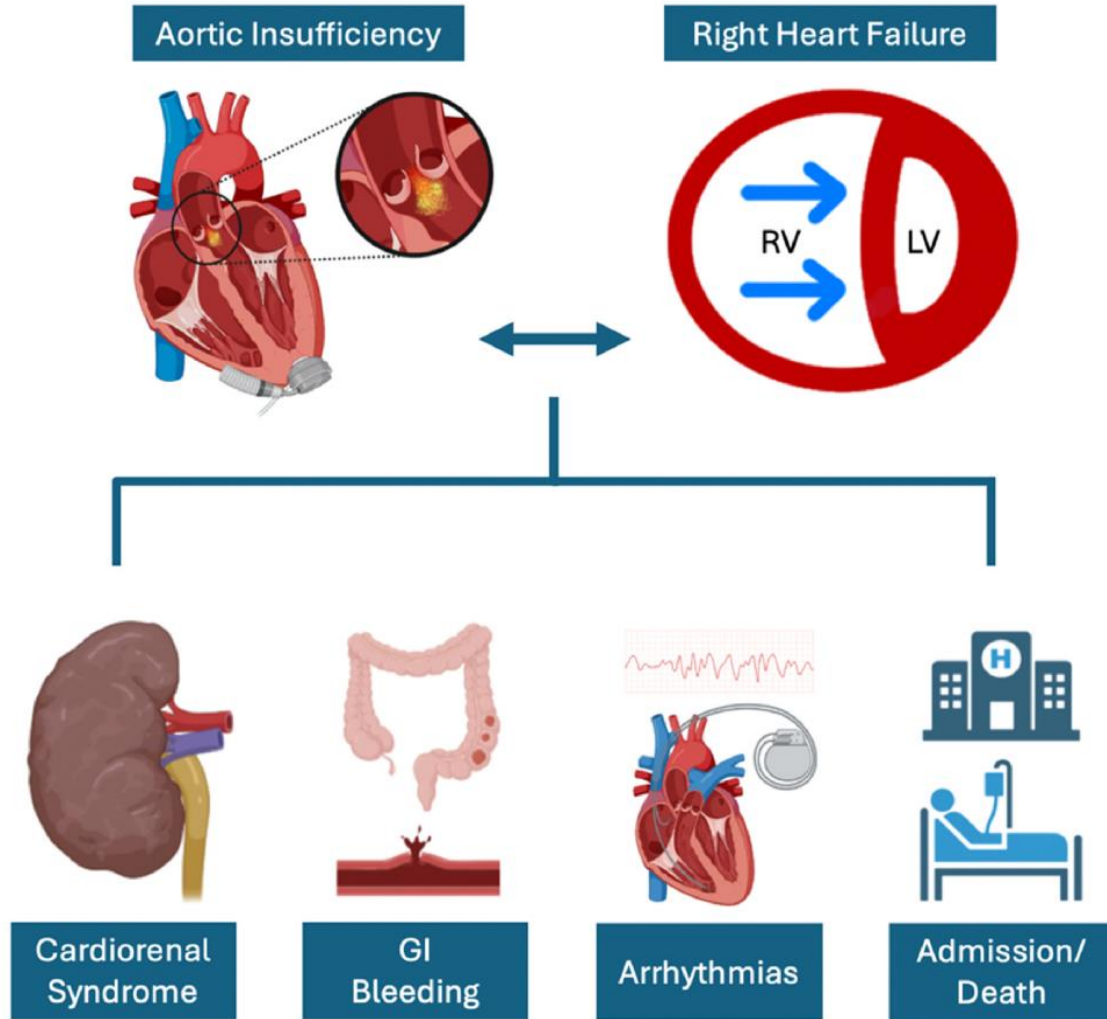 Aortic Insufficiency
Right Heart Failure
RV
LV
H
Cardiorenal
Syndrome
GI
Bleeding
Arrhythmias
Admission/
Death